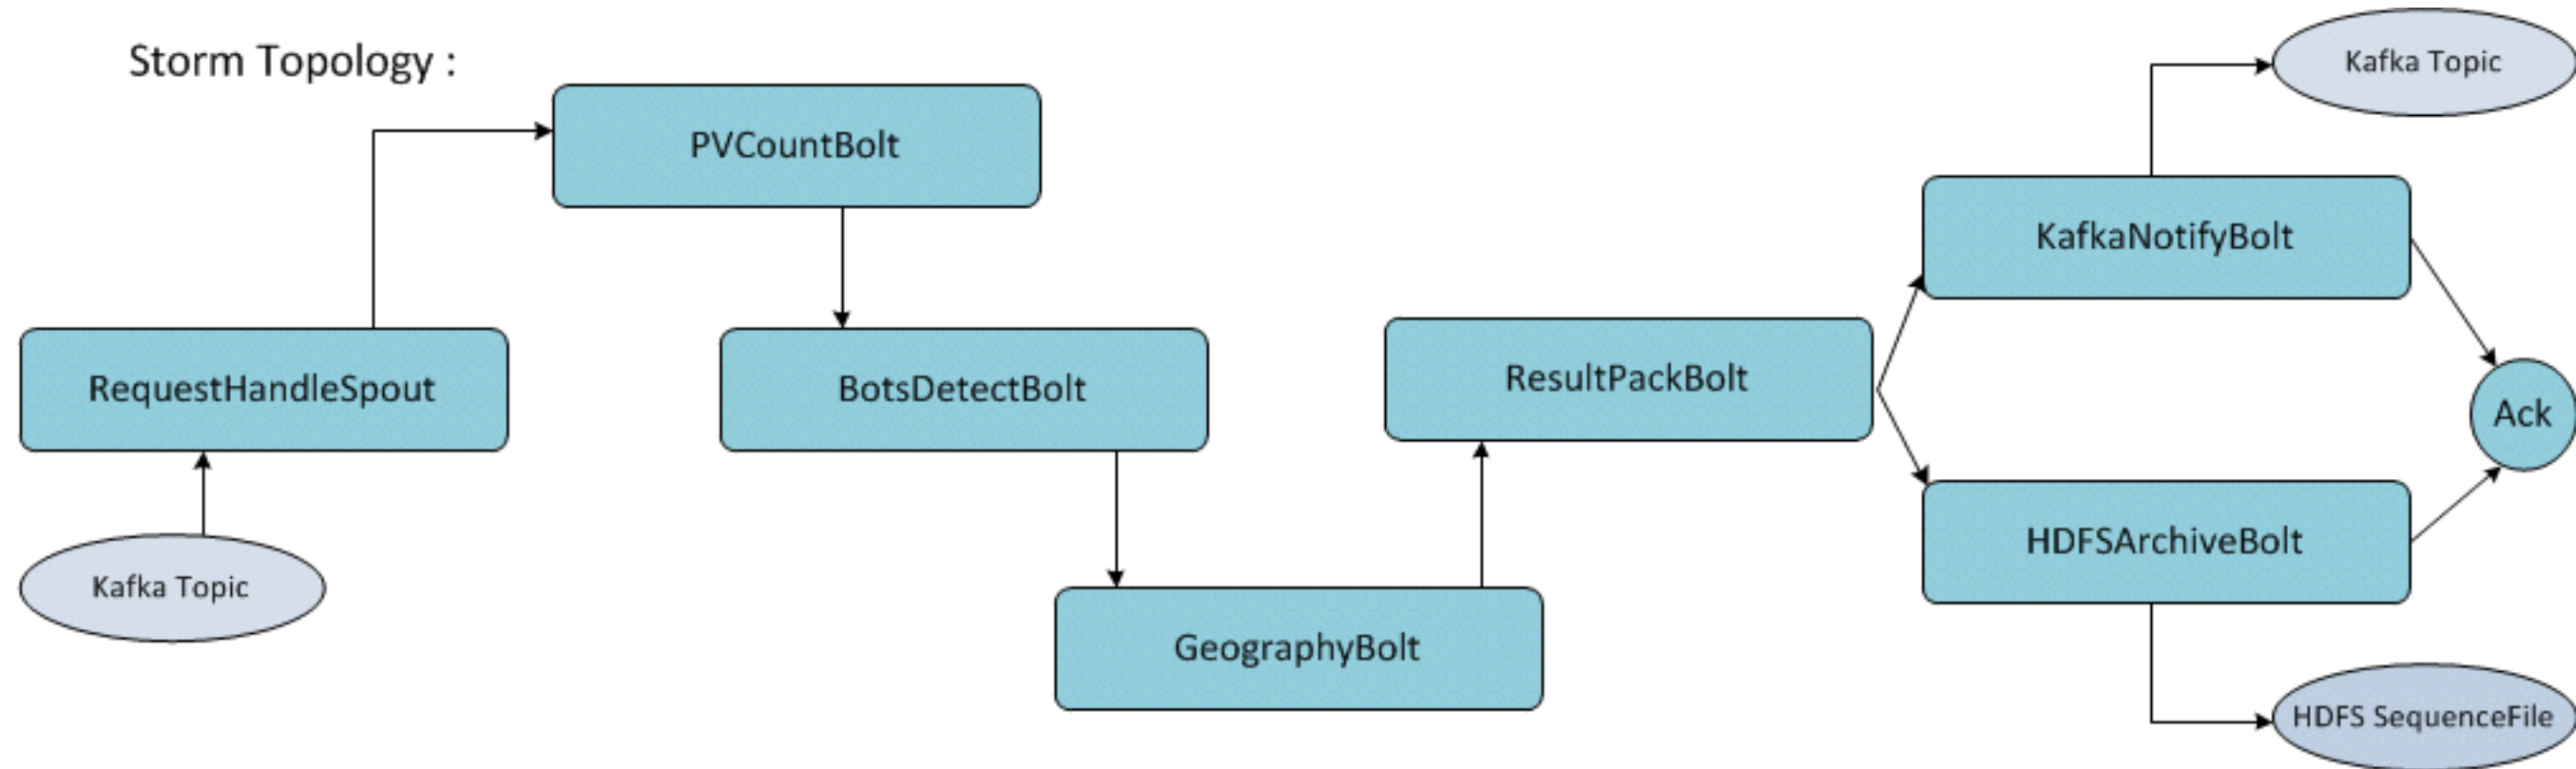 Storm Topology :
Kafka Topic
PVCountBolt
KafkaNotifyBolt
RequestHandleSpout
BotsDetectBolt
ResultPackBolt
Ack
HDFSArchiveBolt
Kafka Topic
GeographyBolt
HDFS SequenceFile